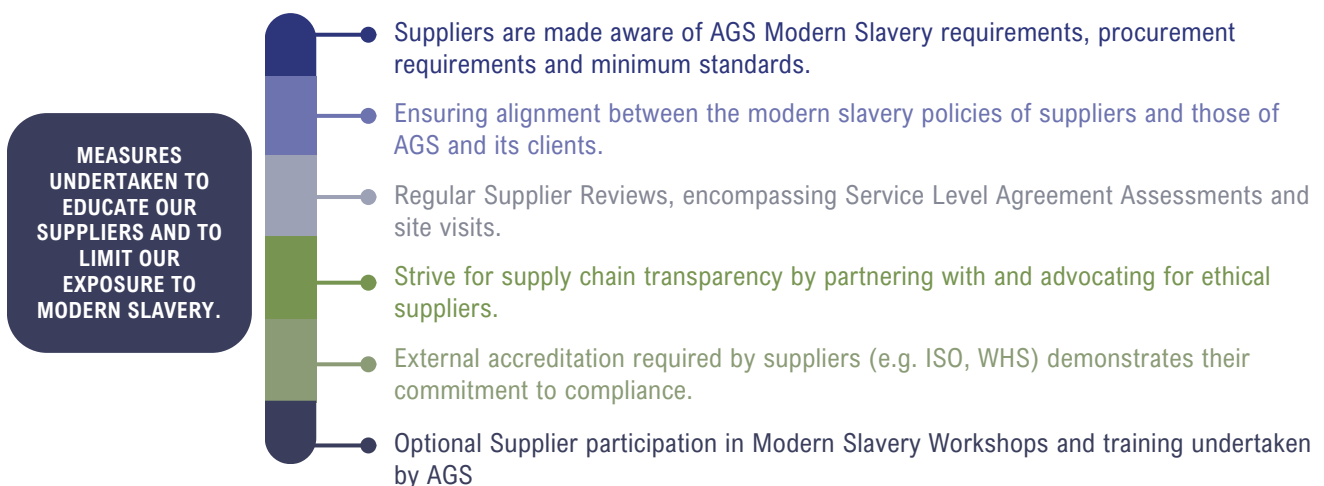 MEASURES
UNDERTAKEN TO
EDUCATE OUR
SUPPLIERS AND TO
LIMIT OUR
EXPOSURE TO
MODERN SLAVERY.
Suppliers are made aware of AGS Modern Slavery requirements, procurement
requirements and minimum standards.
Ensuring alignment between the modern slavery policies of suppliers and those of
AGS and its clients.
Regular Supplier Reviews, encompassing Service Level Agreement Assessments and
site visits.
Strive for supply chain transparency by partnering with and advocating for ethical
suppliers.
External accreditation required by suppliers (e.g. ISO, WHS) demonstrates their
commitment to compliance.
Optional Supplier participation in Modern Slavery Workshops and training undertaken
by AGS